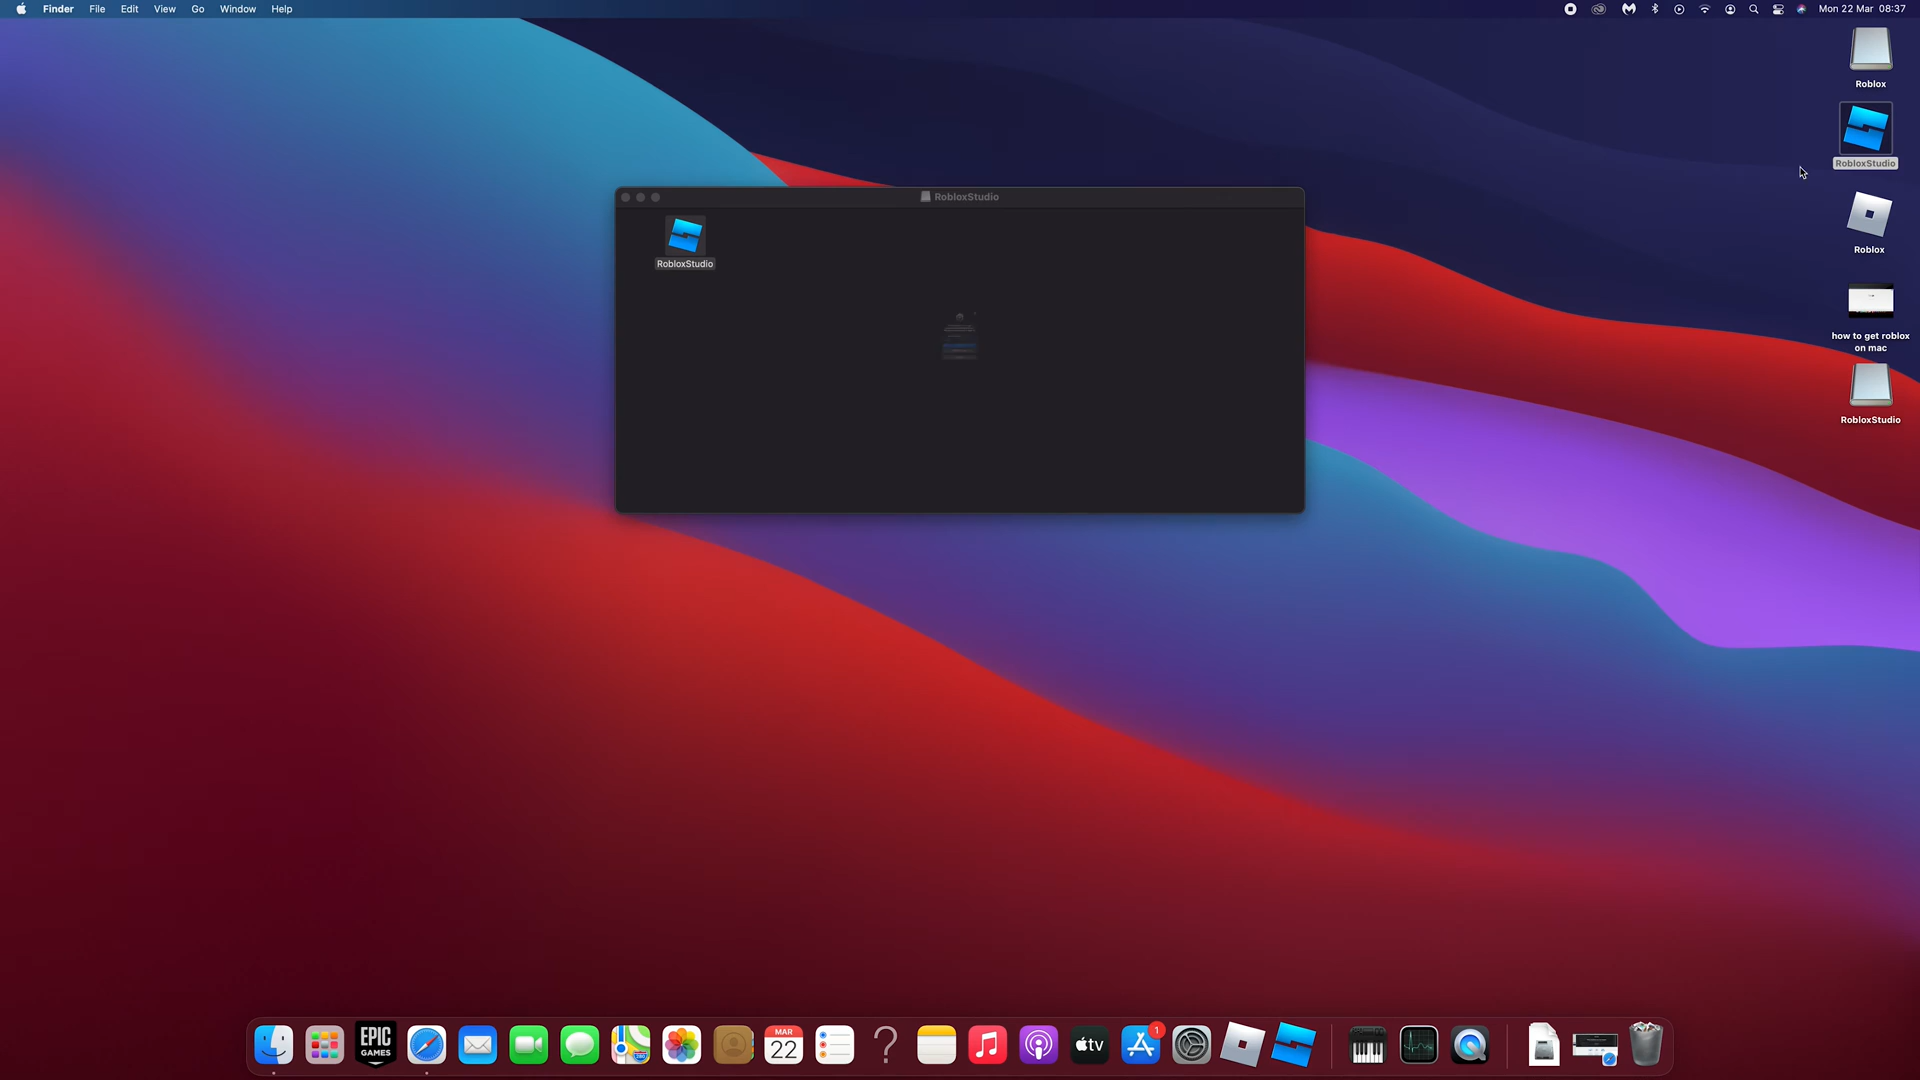 Finder File Edit View Go Window Help
Mon 22 Mar 08:37
Roblox
RobloxStudio
Roblox
how to get roblox
on mac
RobloxStudio
RobloxStudio
RobloxStudio
EPIC
GAMES
MAR
22
tv
1